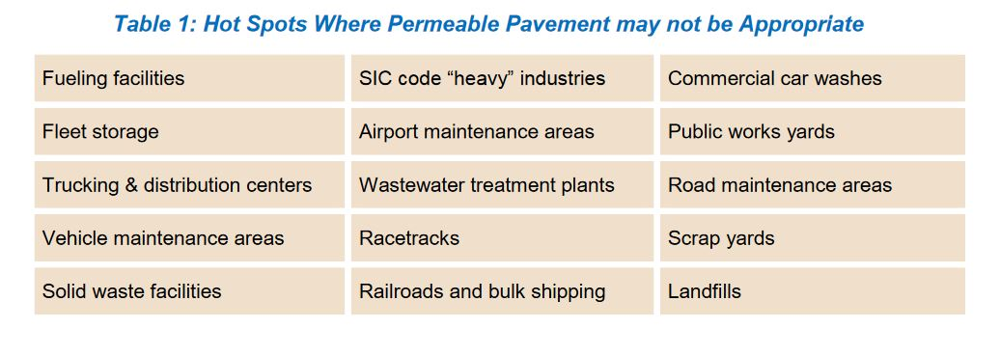 Table 1: Hot Spots Where Permeable Pavement may not be Appropriate
Fueling facilities
SIC code “heavy” industries
Commercial car washes
Fleet storage
Airport maintenance areas
Public works yards
Trucking & distribution centers
Wastewater treatment plants
Road maintenance areas
Vehicle maintenance areas
Racetracks
Scrap yards
Solid waste facilities
Railroads and bulk shipping
Landfills